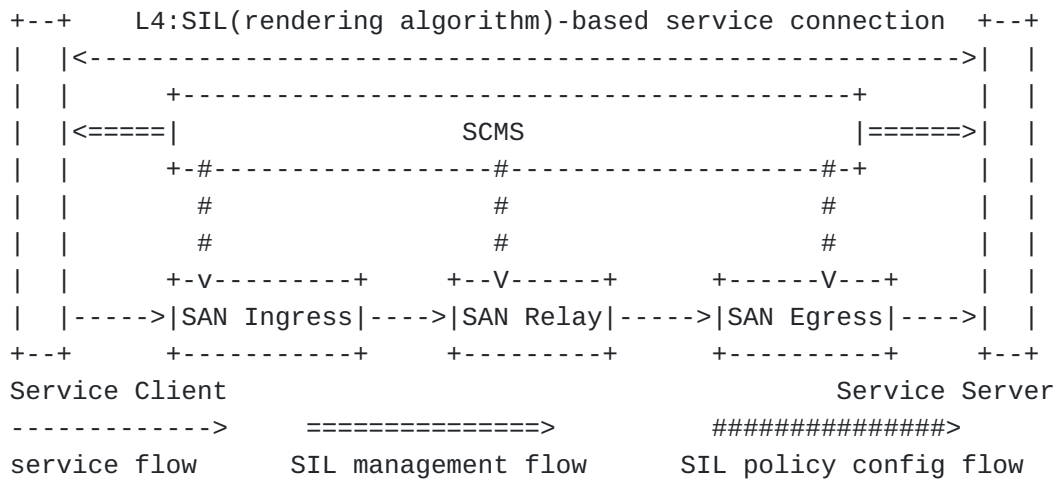 L4:SIL(rendering algorithm)-based service connection
SCMS
SAN Ingress SAN Relay SAN Egress
Service Client Service Server
service flow SIL management flow SIL policy config flow